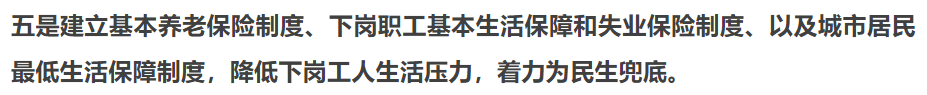 五是建立基本养老保险制度、下岗职工基本生活保障和失业保险制度、以及城市居民
最低生活保障制度，降低下岗工人生活压力，着力为民生兜底。